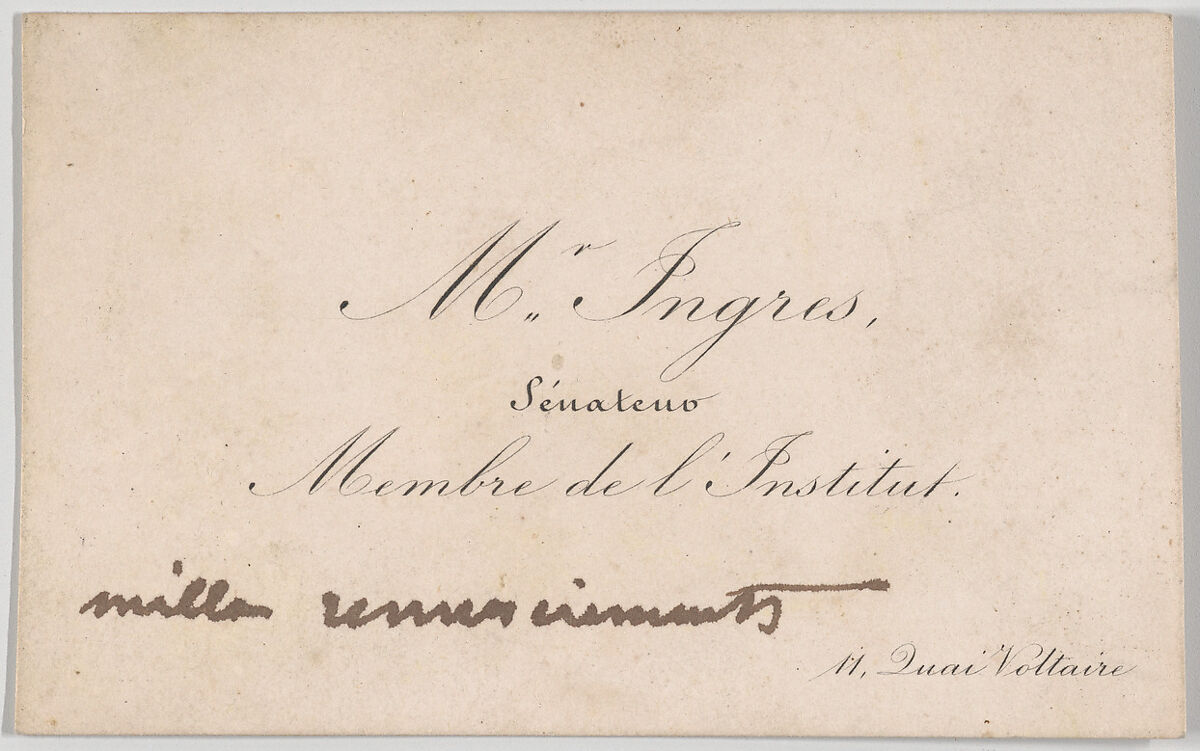 Mr Ingres,
Sénateur
Membre de l'Institut.
mille remerciements
11, Quai Voltaire